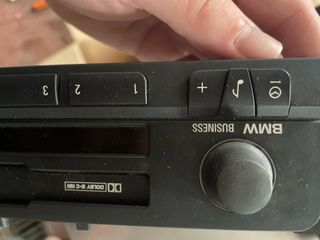 BMW BUSINESS
DOLBY B-C NR
1 2 3
+